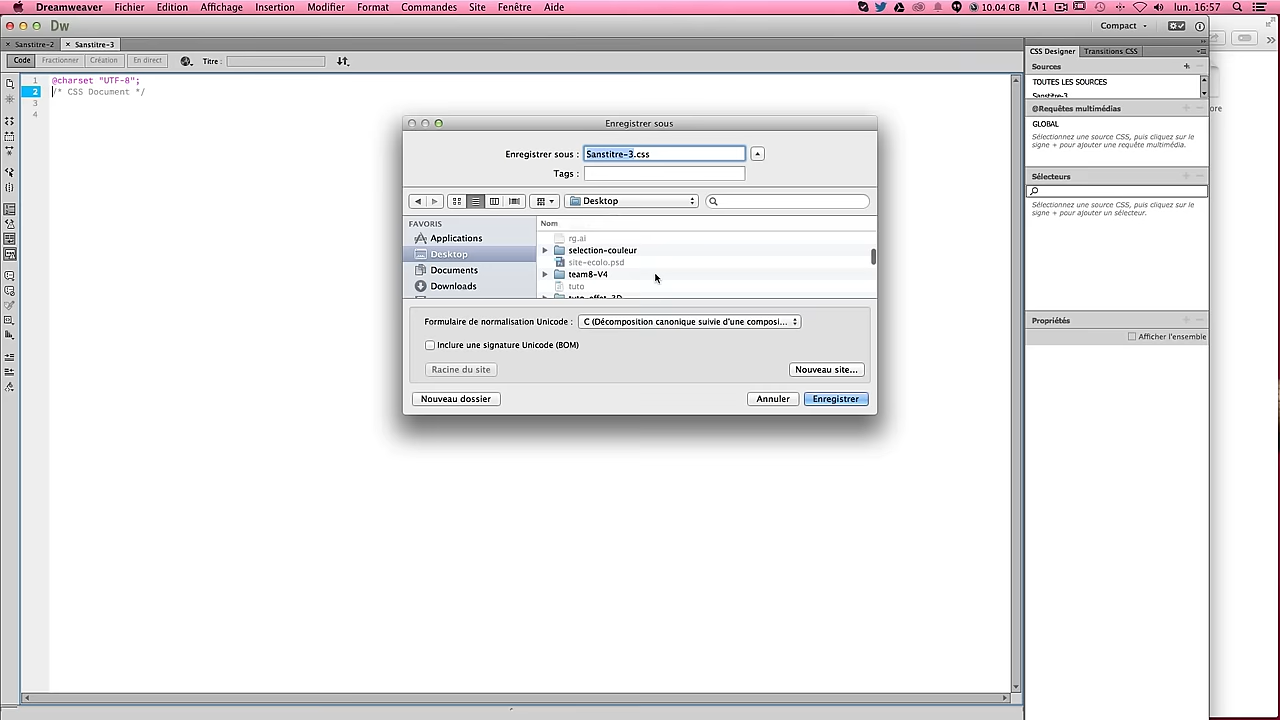 Dreamweaver Edition Affichage Insertion Modifier Format Commandes Site Fenêtre Aide 10.04 GB 1 lun. 16:57
Dw Compact
Sanstitre-2 Sanstitre-3
Code Fractionner Création En direct Titre :
1 @charset "UTF-8";
2 /* CSS Document */
3
4
Enregistrer sous
Enregistrer sous : Sanstitre-3.css
Tags :
Desktop
FAVORIS
Applications
Desktop
Documents
Downloads
Nom
rg.ai
selection-couleur
site-ecolo.psd
team8-V4
tuto
tuto_effet_3D
Formulaire de normalisation Unicode : C (Décomposition canonique suivie d'une composi...
Inclure une signature Unicode (BOM)
Racine du site Nouveau site...
Nouveau dossier Annuler Enregistrer
CSS Designer Transitions CSS
Sources
TOUTES LES SOURCES
Sanstitre-3
@Requêtes multimédias
GLOBAL
Sélectionnez une source CSS, puis cliquez sur le
signe + pour ajouter une requête multimédia.
Sélecteurs
Sélectionnez une source CSS, puis cliquez sur le
signe + pour ajouter un sélecteur.
Propriétés
Afficher l'ensemble
ore